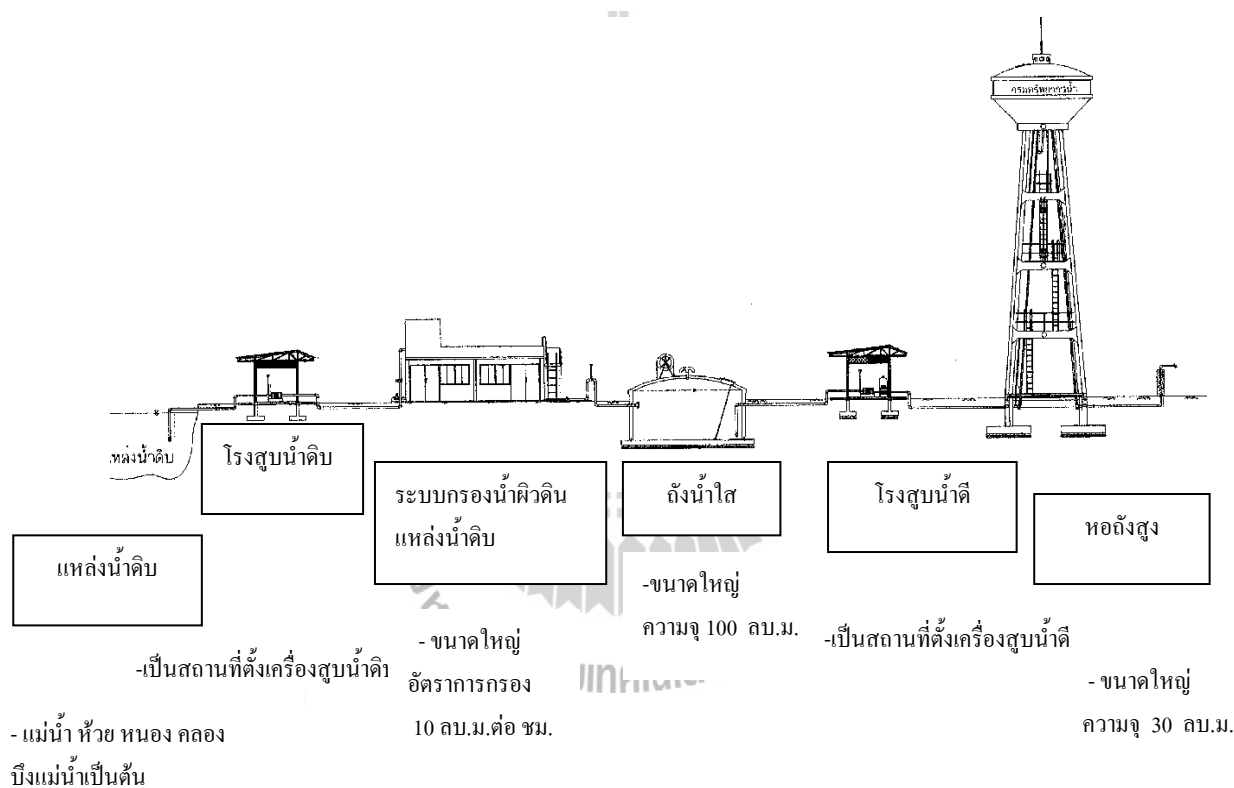 กรมทรัพยากรน้ำ
แหล่งน้ำดิบ
โรงสูบน้ำดิบ
-เป็นสถานที่ตั้งเครื่องสูบน้ำดิบ
แหล่งน้ำดิบ
- แม่น้ำ ห้วย หนอง คลอง
บึงแม่น้ำเป็นต้น
ระบบกรองน้ำผิวดิน
แหล่งน้ำดิบ
- ขนาดใหญ่
อัตราการกรอง
10 ลบ.ม.ต่อ ชม.
ถังน้ำใส
-ขนาดใหญ่
ความจุ 100 ลบ.ม.
โรงสูบน้ำดี
-เป็นสถานที่ตั้งเครื่องสูบน้ำดี
หอถังสูง
- ขนาดใหญ่
ความจุ 30 ลบ.ม.